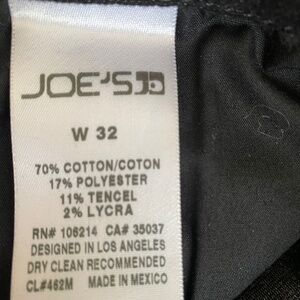 JOE'S
W 32
70% COTTON/COTON
17% POLYESTER
11% TENCEL
2% LYCRA
RN# 106214 CA# 35037
DESIGNED IN LOS ANGELES
DRY CLEAN RECOMMENDED
CL#462M MADE IN MEXICO